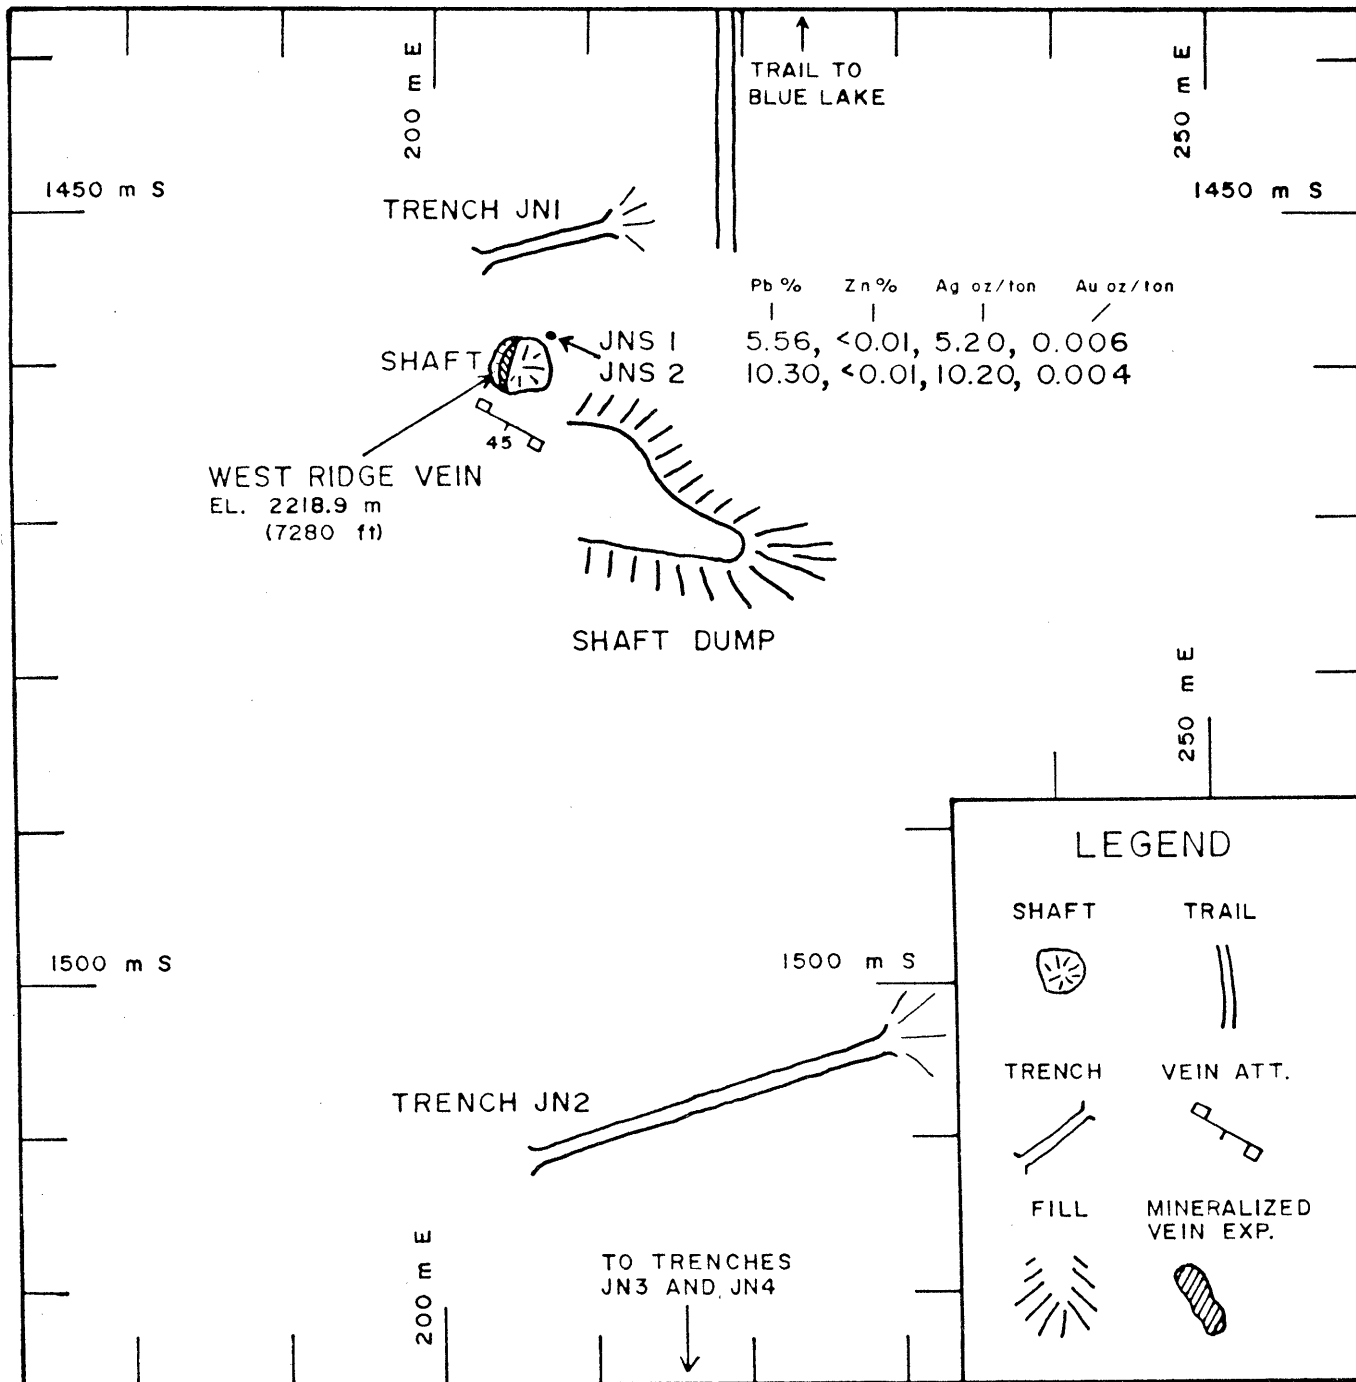 200 m E
TRAIL TO
BLUE LAKE
250 m E
1450 m S
1450 m S
TRENCH JN1
Pb % Zn % Ag oz/ton Au oz/ton
SHAFT
JNS 1 5.56, <0.01, 5.20, 0.006
JNS 2 10.30, <0.01, 10.20, 0.004
45
WEST RIDGE VEIN
EL. 2218.9 m
(7280 ft)
SHAFT DUMP
250 m E
LEGEND
SHAFT TRAIL
1500 m S
1500 m S
TRENCH VEIN ATT.
TRENCH JN2
FILL
MINERALIZED
VEIN EXP.
200 m E
TO TRENCHES
JN3 AND JN4